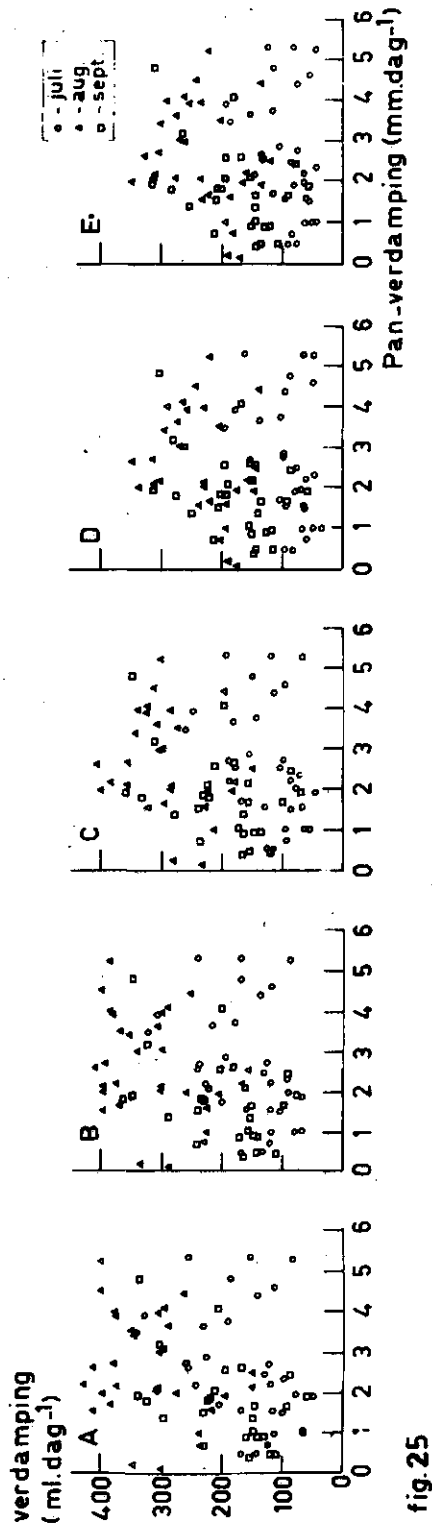 verdamping
(ml.dag⁻¹)
400
300
200
100
0
A
0 1 2 3 4 5 6
B
0 1 2 3 4 5 6
C
0 1 2 3 4 5 6
D
0 1 2 3 4 5 6
E.
0 1 2 3 4 5 6
o - juli
▲ - aug.
□ - sept.
Pan-verdamping (mm.dag⁻¹)
fig. 25